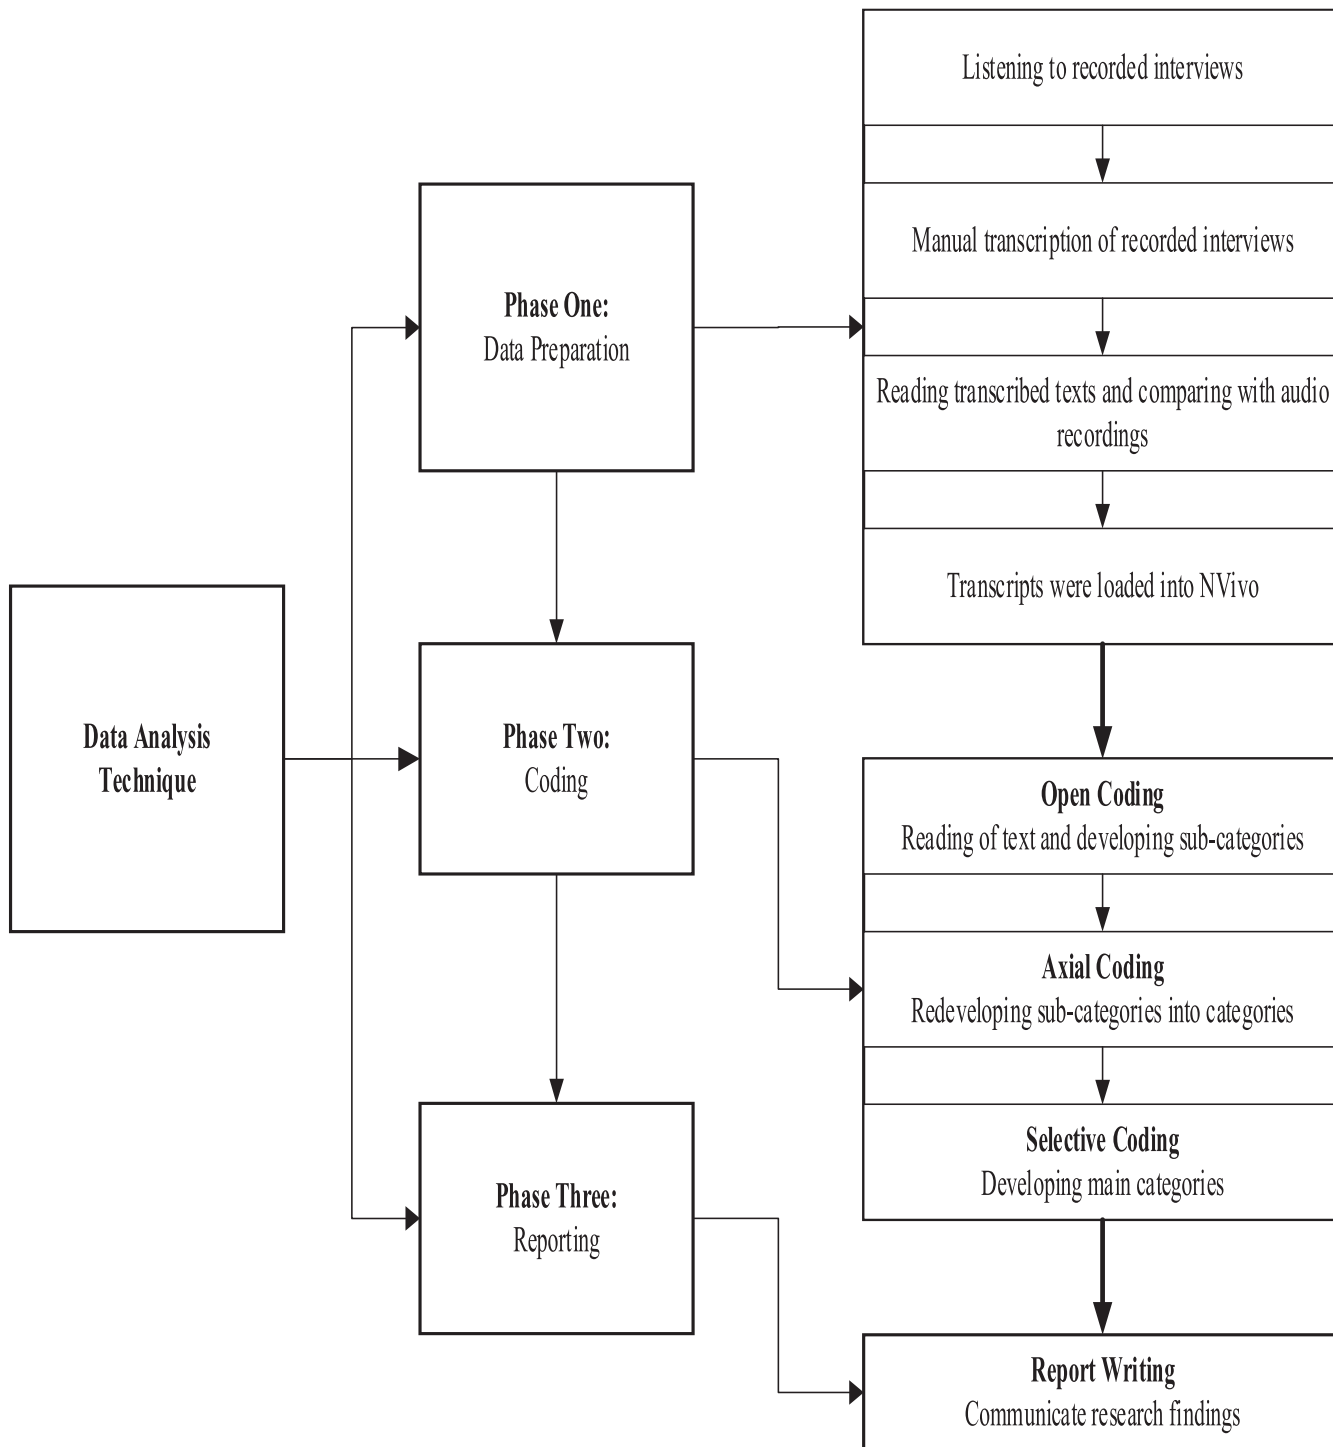 Listening to recorded interviews
Manual transcription of recorded interviews
Phase One:
Data Preparation
Reading transcribed texts and comparing with audio
recordings
Transcripts were loaded into NVivo
Data Analysis
Technique
Phase Two:
Coding
Open Coding
Reading of text and developing sub-categories
Axial Coding
Redeveloping sub-categories into categories
Selective Coding
Developing main categories
Phase Three:
Reporting
Report Writing
Communicate research findings